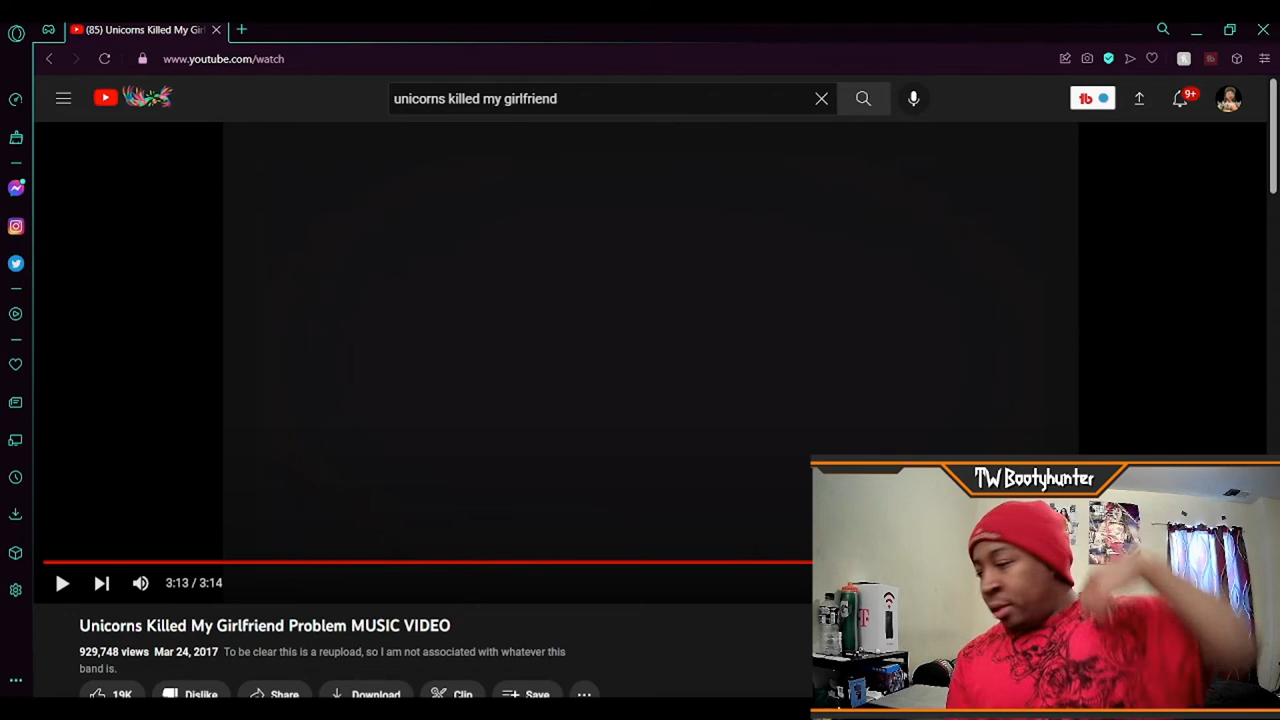 (85) Unicorns Killed My Girl
www.youtube.com/watch
unicorns killed my girlfriend
tb
9+
3:13 / 3:14
Unicorns Killed My Girlfriend Problem MUSIC VIDEO
929,748 views Mar 24, 2017 To be clear this is a reupload, so I am not associated with whatever this
band is.
19K Dislike Share Download Clip Save
TW Bootyhunter
T